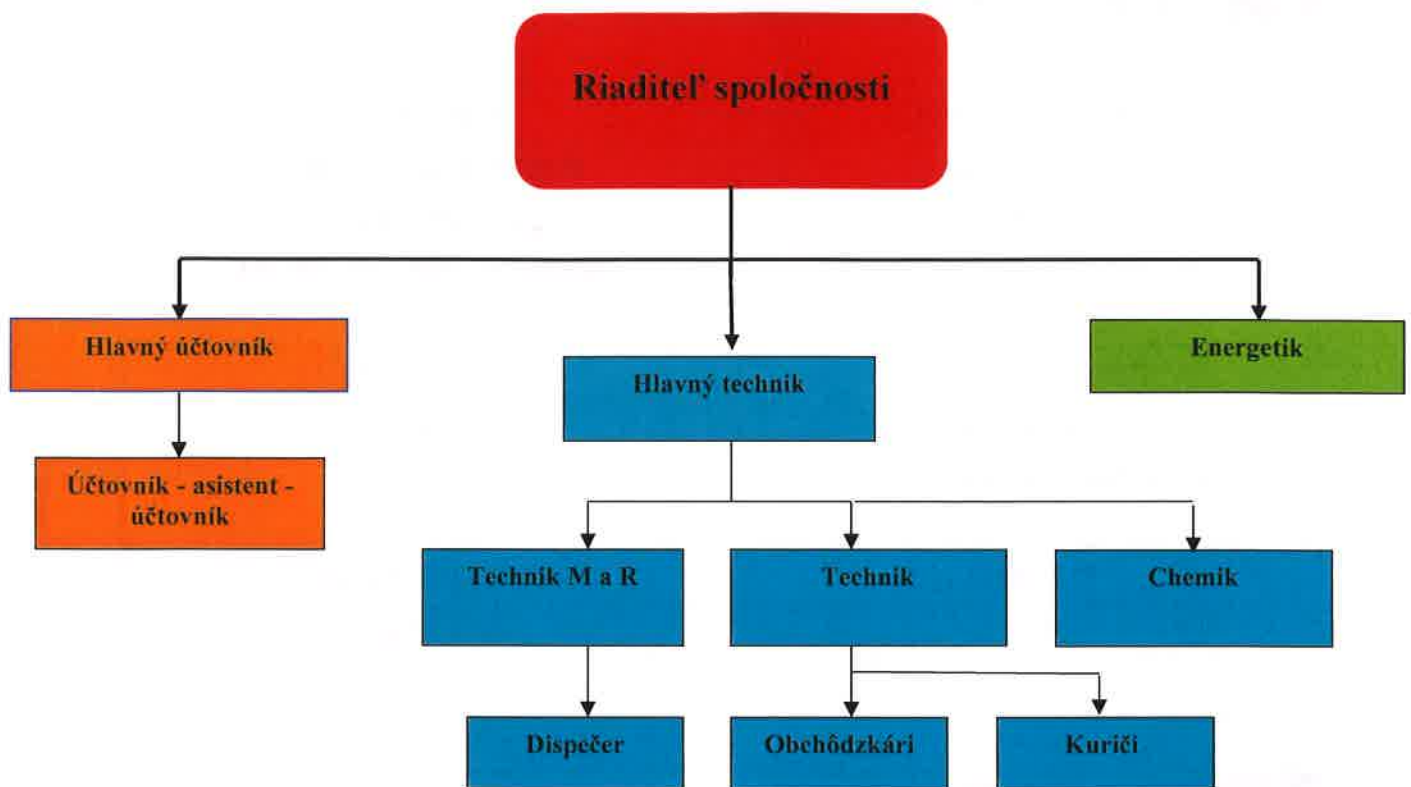 Riaditeľ spoločnosti
Hlavný účtovník
Energetik
Hlavný technik
Účtovník - asistent -
účtovník
Technik M a R
Technik
Chemik
Dispečer
Obchôdzkári
Kuriči